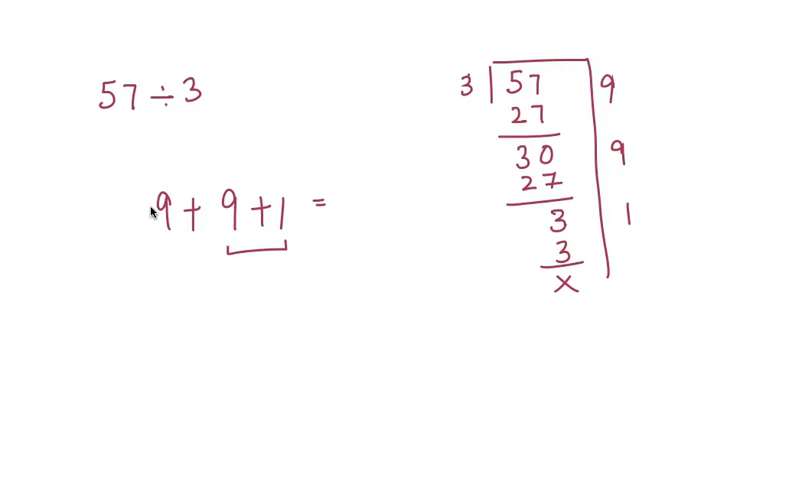 57 ÷ 3
9 + 9 + 1 =
3 57 9
27
30 9
27
3 1
3
x